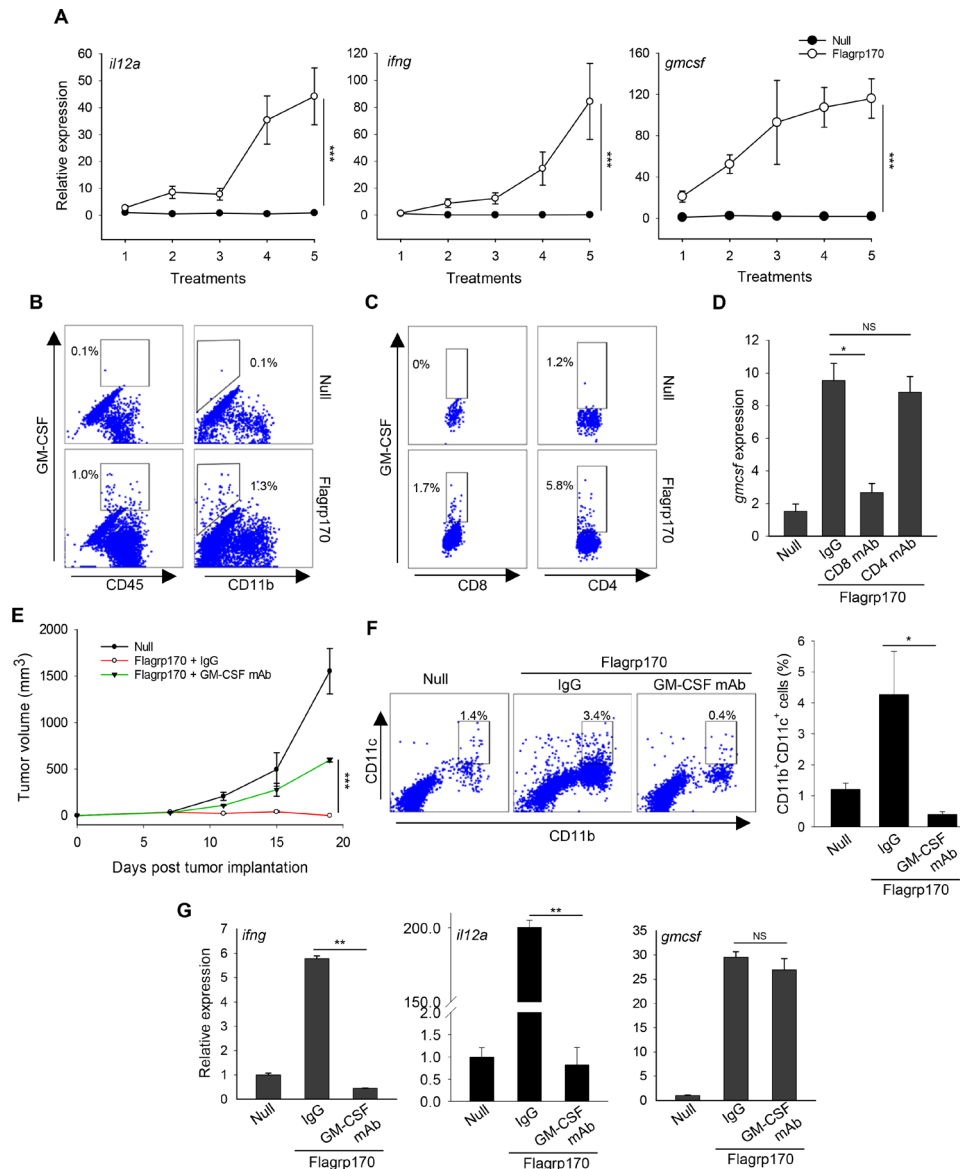 A
Null
Flagrp170
il12a
ifng
gmcsf
60
50
40
30
20
10
0
100
80
60
40
20
0
160
120
80
40
0
Relative expression
***
***
***
1 2 3 4 5
1 2 3 4 5
1 2 3 4 5
Treatments
Treatments
Treatments
B
C
D
0.1%
0.1%
Null
1.0%
1.3%
Flagrp170
GM-CSF
CD45
CD11b
0%
1.2%
Null
1.7%
5.8%
Flagrp170
GM-CSF
CD8
CD4
NS
*
12
10
8
6
4
2
0
gmcsf expression
Null
IgG
CD8 mAb
CD4 mAb
Flagrp170
E
2000
1500
1000
500
0
Tumor volume (mm3)
Null
Flagrp170 + IgG
Flagrp170 + GM-CSF mAb
***
0 5 10 15 20
Days post tumor implantation
F
Flagrp170
Null
IgG
GM-CSF mAb
1.4%
3.4%
0.4%
CD11c
CD11b
*
6
5
4
3
2
1
0
CD11b+CD11c+ cells (%)
Null
IgG
GM-CSF
mAb
Flagrp170
G
ifng
7
6
5
4
3
2
1
0
Relative expression
**
Null
IgG
GM-CSF
mAb
Flagrp170
il12a
**
200.0
150.0
2.0
1.5
1.0
0.5
0.0
Null
IgG
GM-CSF
mAb
Flagrp170
gmcsf
NS
35
30
25
20
15
10
5
0
Null
IgG
GM-CSF
mAb
Flagrp170